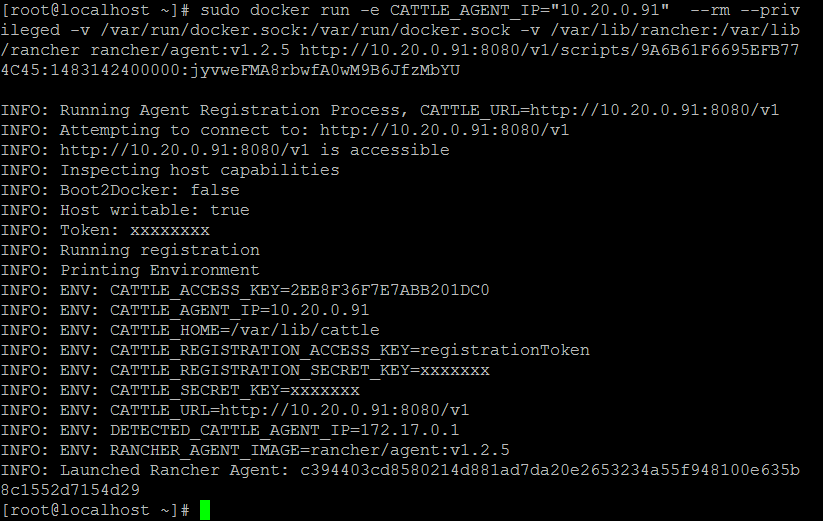 [root@localhost ~]# sudo docker run -e CATTLE_AGENT_IP="10.20.0.91"  --rm --priv
ileged -v /var/run/docker.sock:/var/run/docker.sock -v /var/lib/rancher:/var/lib
/rancher rancher/agent:v1.2.5 http://10.20.0.91:8080/v1/scripts/9A6B61F6695EFB77
4C45:1483142400000:jyvweFMA8rbwfA0wM9B6JfzMbYU
INFO: Running Agent Registration Process, CATTLE_URL=http://10.20.0.91:8080/v1
INFO: Attempting to connect to: http://10.20.0.91:8080/v1
INFO: http://10.20.0.91:8080/v1 is accessible
INFO: Inspecting host capabilities
INFO: Boot2Docker: false
INFO: Host writable: true
INFO: Token: xxxxxxxx
INFO: Running registration
INFO: Printing Environment
INFO: ENV: CATTLE_ACCESS_KEY=2EE8F36F7E7ABB201DC0
INFO: ENV: CATTLE_AGENT_IP=10.20.0.91
INFO: ENV: CATTLE_HOME=/var/lib/cattle
INFO: ENV: CATTLE_REGISTRATION_ACCESS_KEY=registrationToken
INFO: ENV: CATTLE_REGISTRATION_SECRET_KEY=xxxxxxx
INFO: ENV: CATTLE_SECRET_KEY=xxxxxxx
INFO: ENV: CATTLE_URL=http://10.20.0.91:8080/v1
INFO: ENV: DETECTED_CATTLE_AGENT_IP=172.17.0.1
INFO: ENV: RANCHER_AGENT_IMAGE=rancher/agent:v1.2.5
INFO: Launched Rancher Agent: c394403cd8580214d881ad7da20e2653234a55f948100e635b
8c1552d7154d29
[root@localhost ~]#